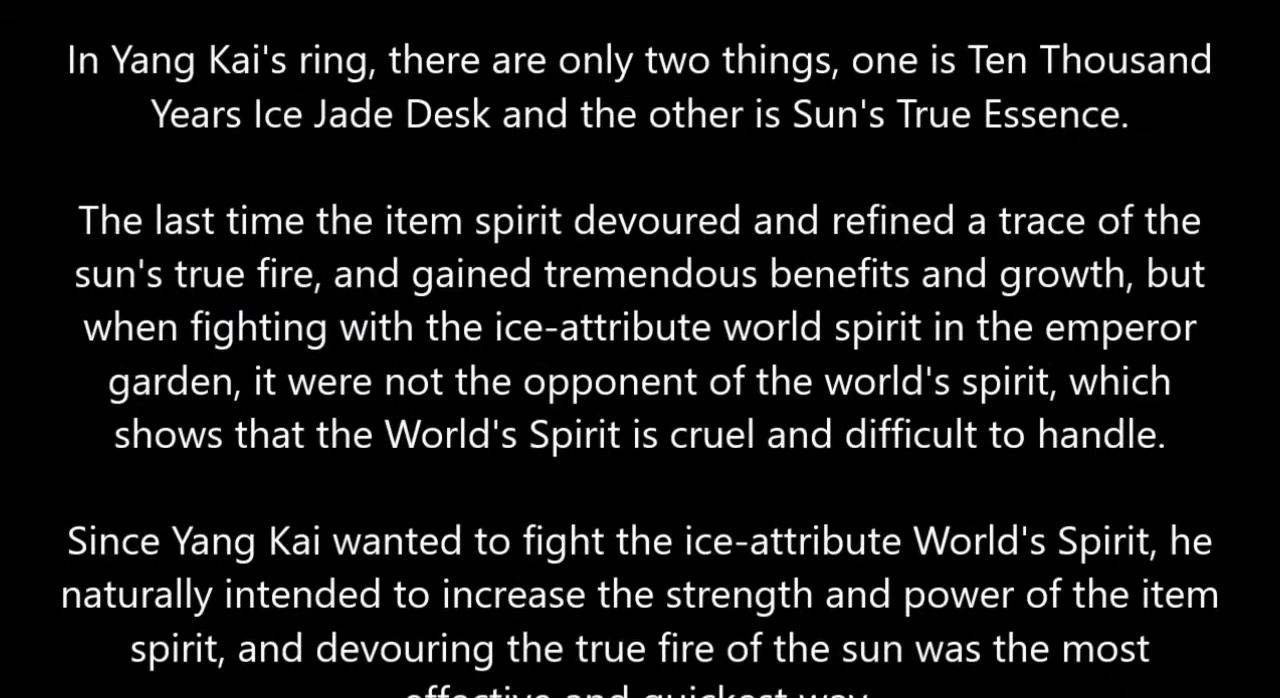 In Yang Kai's ring, there are only two things, one is Ten Thousand
Years Ice Jade Desk and the other is Sun's True Essence.
The last time the item spirit devoured and refined a trace of the
sun's true fire, and gained tremendous benefits and growth, but
when fighting with the ice-attribute world spirit in the emperor
garden, it were not the opponent of the world's spirit, which
shows that the World's Spirit is cruel and difficult to handle.
Since Yang Kai wanted to fight the ice-attribute World's Spirit, he
naturally intended to increase the strength and power of the item
spirit, and devouring the true fire of the sun was the most
effective and quickest way